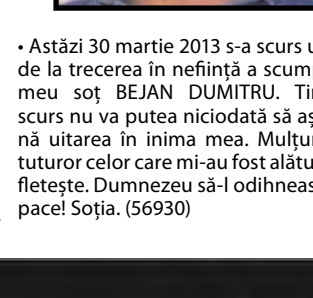 • Astăzi 30 martie 2013 s-a scurs u
de la trecerea în neființă a scum
meu soț BEJAN DUMITRU. Ti
scurs nu va putea niciodată să aș
nă uitarea în inima mea. Mulțu
tuturor celor care mi-au fost alătu
fletește. Dumnezeu să-l odihneas
pace! Soția. (56930)